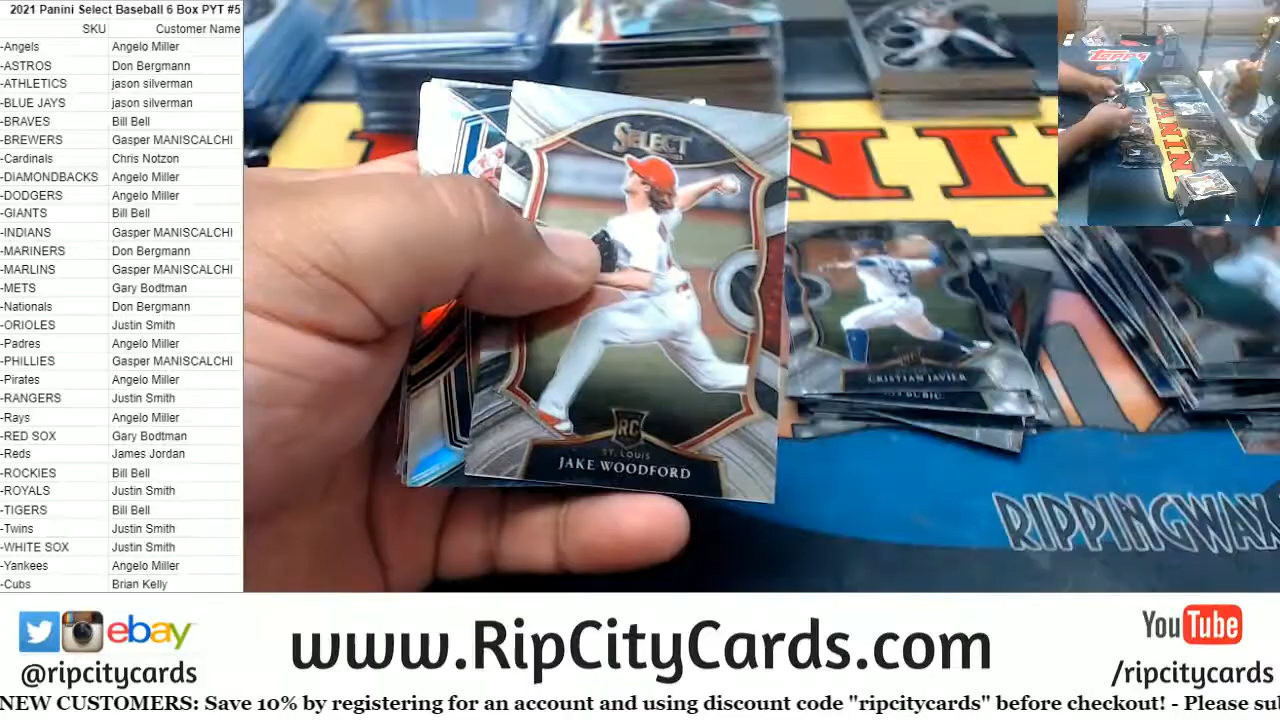 2021 Panini Select Baseball 6 Box PYT #5
SKU Customer Name
-Angels Angelo Miller
-ASTROS Don Bergmann
-ATHLETICS jason silverman
-BLUE JAYS jason silverman
-BRAVES Bill Bell
-BREWERS Gasper MANISCALCHI
-Cardinals Chris Notzon
-DIAMONDBACKS Angelo Miller
-DODGERS Angelo Miller
-GIANTS Bill Bell
-INDIANS Gasper MANISCALCHI
-MARINERS Don Bergmann
-MARLINS Gasper MANISCALCHI
-METS Gary Bodtman
-Nationals Don Bergmann
-ORIOLES Justin Smith
-Padres Angelo Miller
-PHILLIES Gasper MANISCALCHI
-Pirates Angelo Miller
-RANGERS Justin Smith
-Rays Angelo Miller
-RED SOX Gary Bodtman
-Reds James Jordan
-ROCKIES Bill Bell
-ROYALS Justin Smith
-TIGERS Bill Bell
-Twins Justin Smith
-WHITE SOX Justin Smith
-Yankees Angelo Miller
-Cubs Brian Kelly
SELECT
RC
ST. LOUIS
JAKE WOODFORD
CRISTIAN JAVIER
BUBIC
Topps
PANINI
RIPPINGWAX
ebay
@ripcitycards
www.RipCityCards.com
YouTube
/ripcitycards
NEW CUSTOMERS: Save 10% by registering for an account and using discount code "ripcitycards" before checkout! - Please su